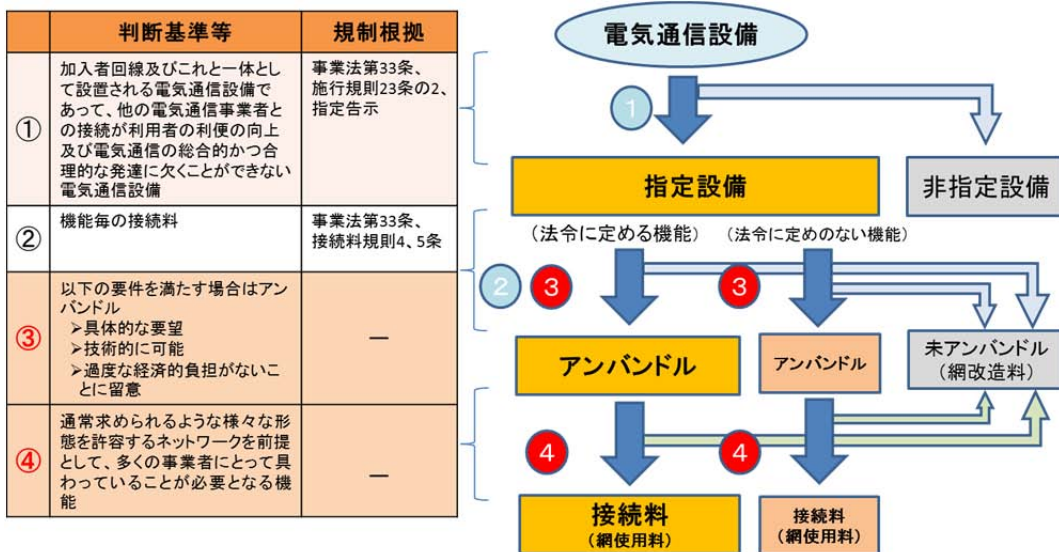 判断基準等
規制根拠
①
加入者回線及びこれと一体とし
て設置される電気通信設備で
あって、他の電気通信事業者と
の接続が利用者の利便の向上
及び電気通信の総合的かつ合
理的な発達に欠くことができない
電気通信設備
事業法第33条、
施行規則23条の2、
指定告示
②
機能毎の接続料
事業法第33条、
接続料規則4、5条
③
以下の要件を満たす場合はアン
バンドル
➢具体的な要望
➢技術的に可能
➢過度な経済的負担がないこ
とに留意
―
④
通常求められるような様々な形
態を許容するネットワークを前提
として、多くの事業者にとって具
わっていることが必要となる機
能
―
電気通信設備
1
指定設備
非指定設備
(法令に定める機能)
(法令に定めのない機能)
2
3
3
アンバンドル
アンバンドル
未アンバンドル
(網改造料)
4
4
接続料
(網使用料)
接続料
(網使用料)